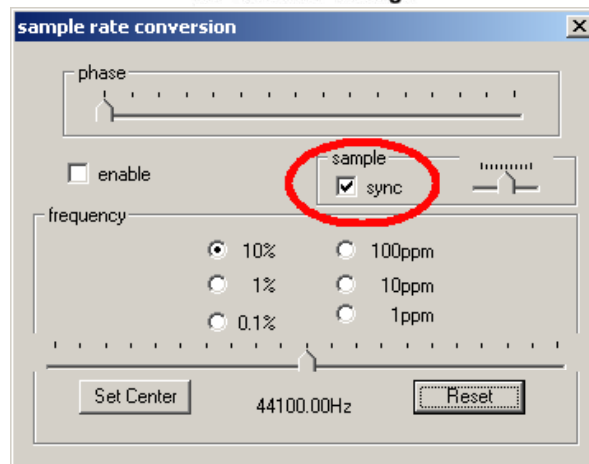 sample rate conversion
phase
enable
sample
sync
frequency
10% 100ppm
1% 10ppm
0.1% 1ppm
Set Center 44100.00Hz Reset